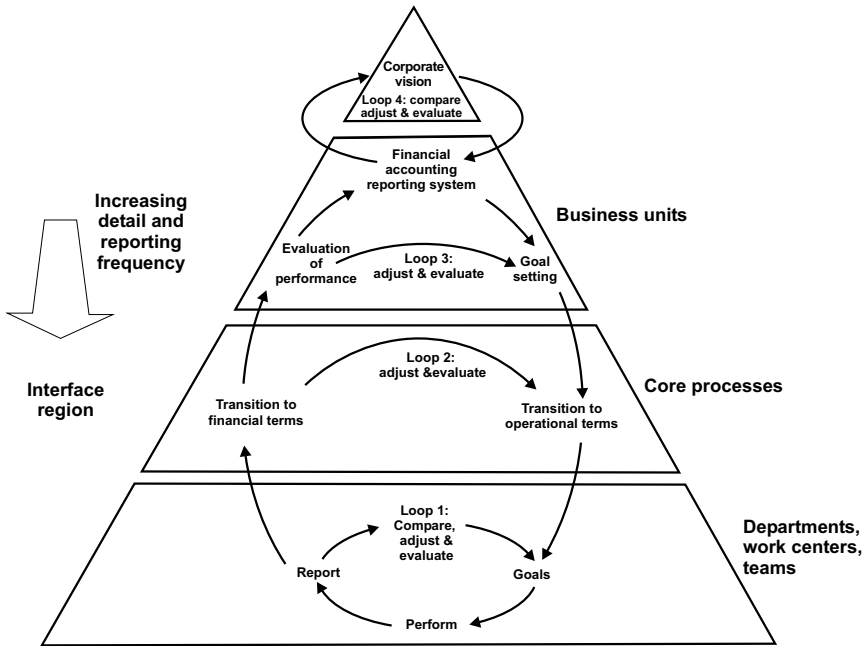 Corporate
vision
Loop 4: compare
adjust & evaluate
Financial
accounting
reporting system
Increasing
detail and
reporting
frequency
Business units
Evaluation
of
performance
Loop 3:
adjust & evaluate
Goal
setting
Interface
region
Loop 2:
adjust &evaluate
Core processes
Transition to
financial terms
Transition to
operational terms
Loop 1:
Compare,
adjust &
evaluate
Departments,
work centers,
teams
Report
Goals
Perform